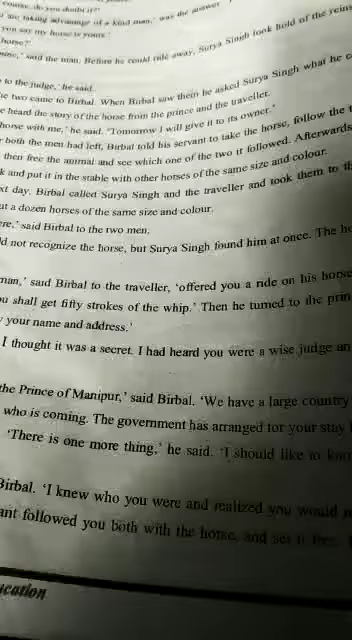 course, do you doubt it?'
are taking advantage of a kind man,' was the answer
you say my horse is yours
horse?'
mine,' said the man. Before he could ride away, Surya Singh took hold of the reins
to the judge,' he said.
he two came to Birbal. When Birbal saw them he asked Surya Singh what he
e heard the story of the horse from the prince and the traveller.
horse with me,' he said. 'Tomorrow I will give it to its owner.'
both the men had left, Birbal told his servant to take the horse, follow the
then free the animal and see which one of the two it followed. Afterwards
k and put it in the stable with other horses of the same size and colour.
xt day, Birbal called Surya Singh and the traveller and took them to th
ut a dozen horses of the same size and colour.
ere,' said Birbal to the two men.
ld not recognize the horse, but Surya Singh found him at once. The he
man,' said Birbal to the traveller, 'offered you a ride on his horse
ou shall get fifty strokes of the whip.' Then he turned to the prin
your name and address.'
I thought it was a secret. I had heard you were a wise judge an
the Prince of Manipur,' said Birbal. 'We have a large country
who is coming. The government has arranged for your stay
'There is one more thing,' he said. 'I should like to know
Birbal. 'I knew who you were and realized you would n
ant followed you both with the horse, and set it free.
ucation